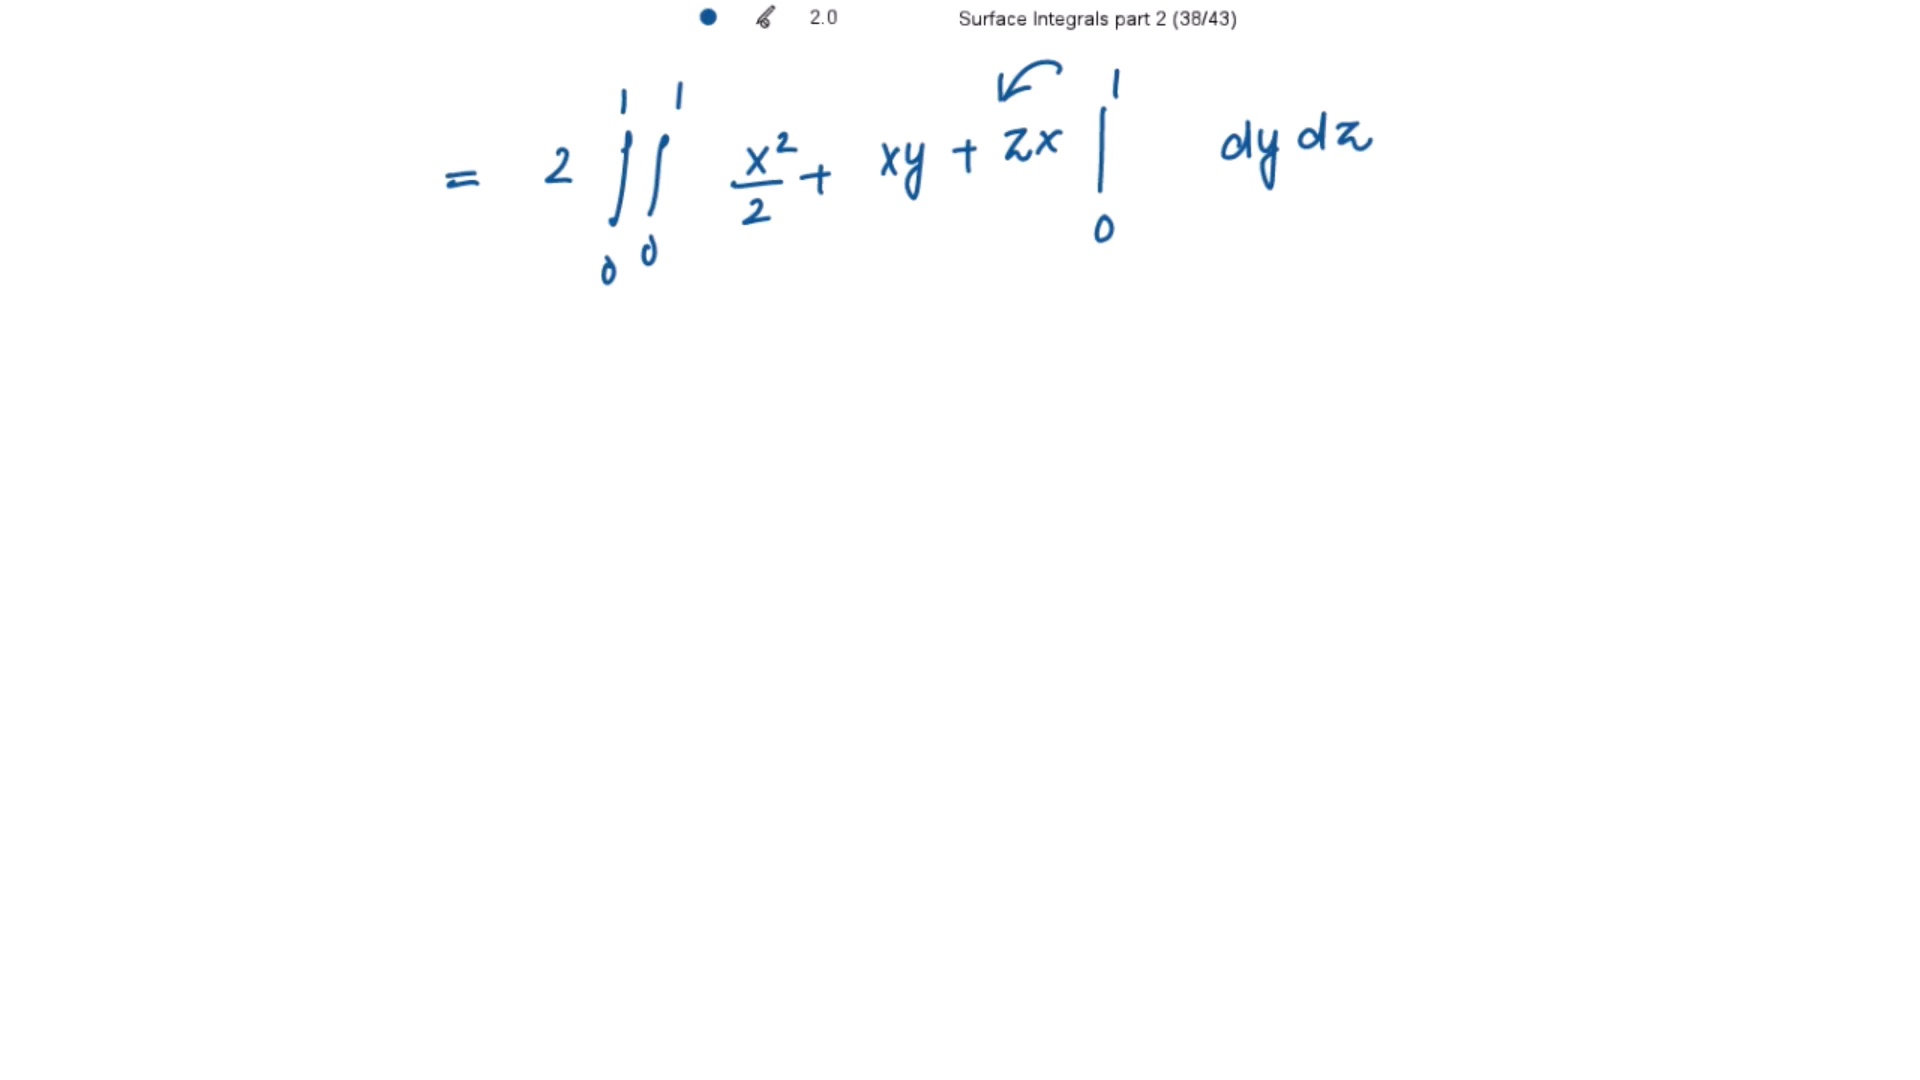 2.0 Surface Integrals part 2 (38/43)
= 2 ∫₀¹ ∫₀¹ x²/2 + xy + zx |₀¹ dy dz